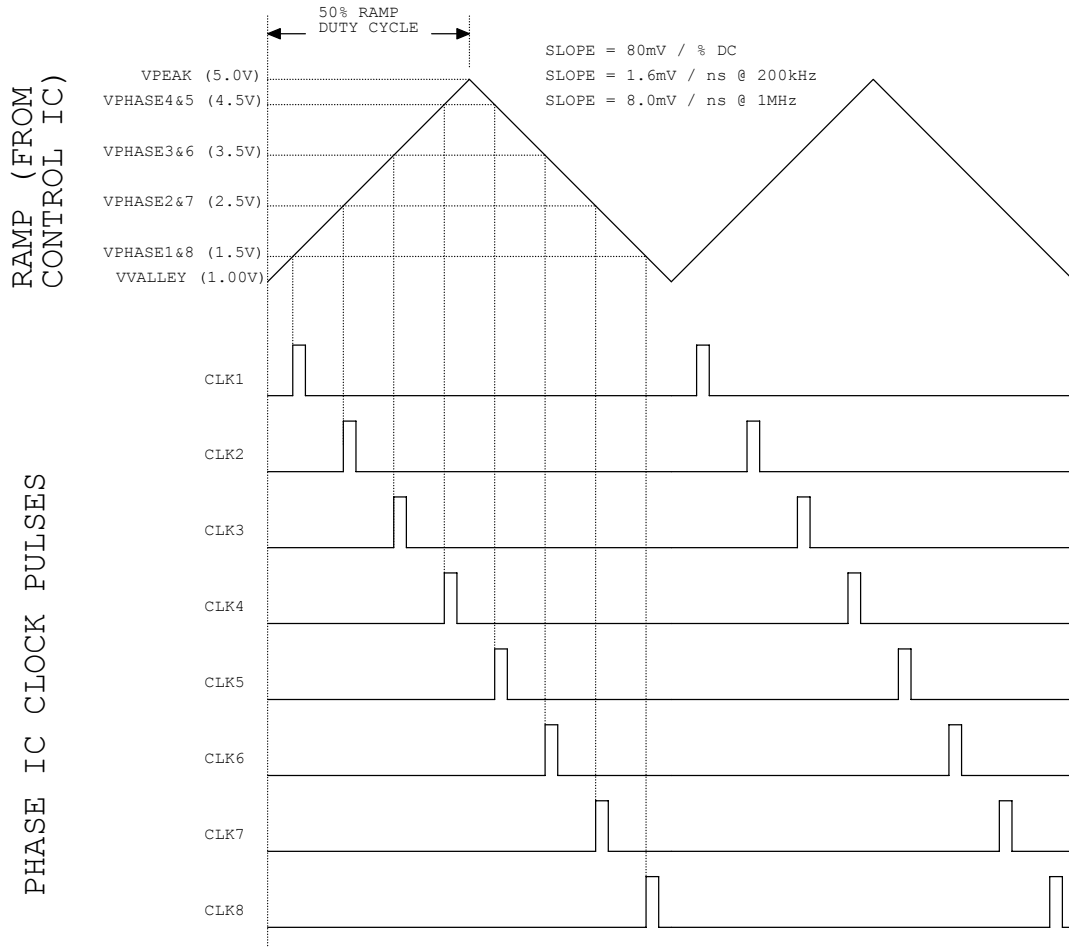 50% RAMP
DUTY CYCLE
SLOPE = 80mV / % DC
SLOPE = 1.6mV / ns @ 200kHz
SLOPE = 8.0mV / ns @ 1MHz
RAMP (FROM
CONTROL IC)
VPEAK (5.0V)
VPHASE4&5 (4.5V)
VPHASE3&6 (3.5V)
VPHASE2&7 (2.5V)
VPHASE1&8 (1.5V)
VVALLEY (1.00V)
PHASE IC CLOCK PULSES
CLK1
CLK2
CLK3
CLK4
CLK5
CLK6
CLK7
CLK8